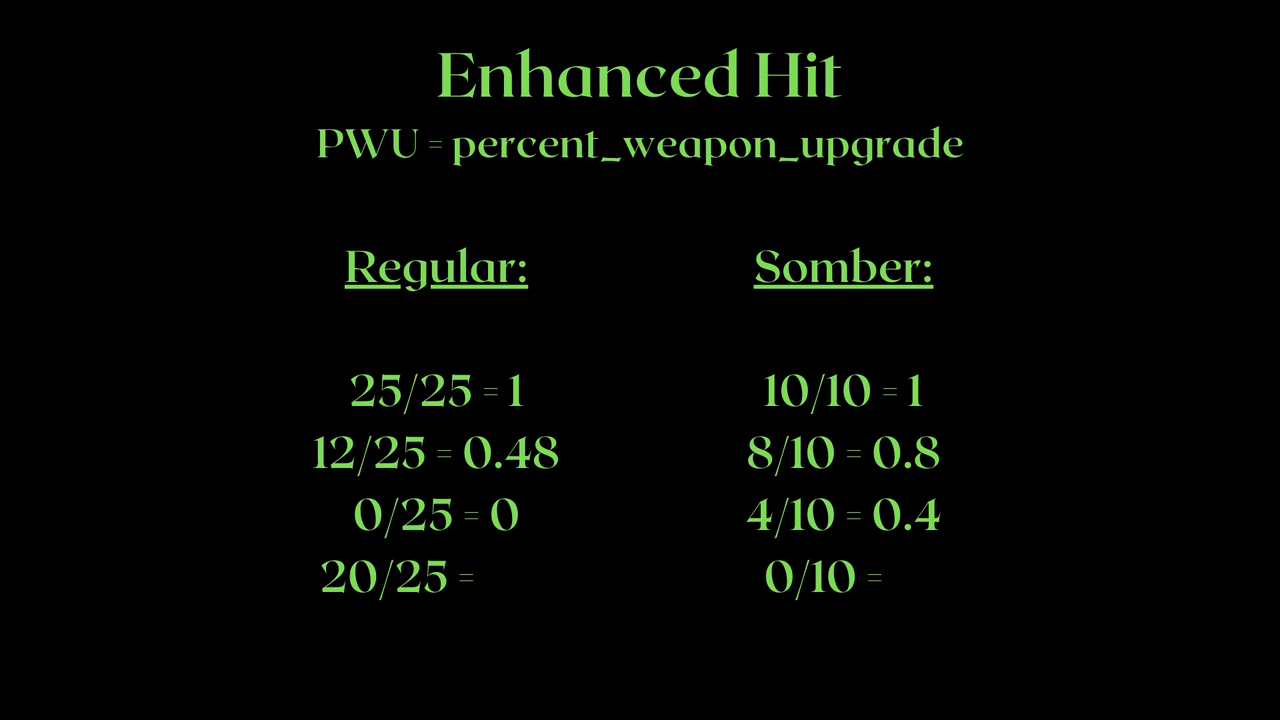 Enhanced Hit
PWU = percent_weapon_upgrade
Regular:
25/25 = 1
12/25 = 0.48
0/25 = 0
20/25 =
Somber:
10/10 = 1
8/10 = 0.8
4/10 = 0.4
0/10 =